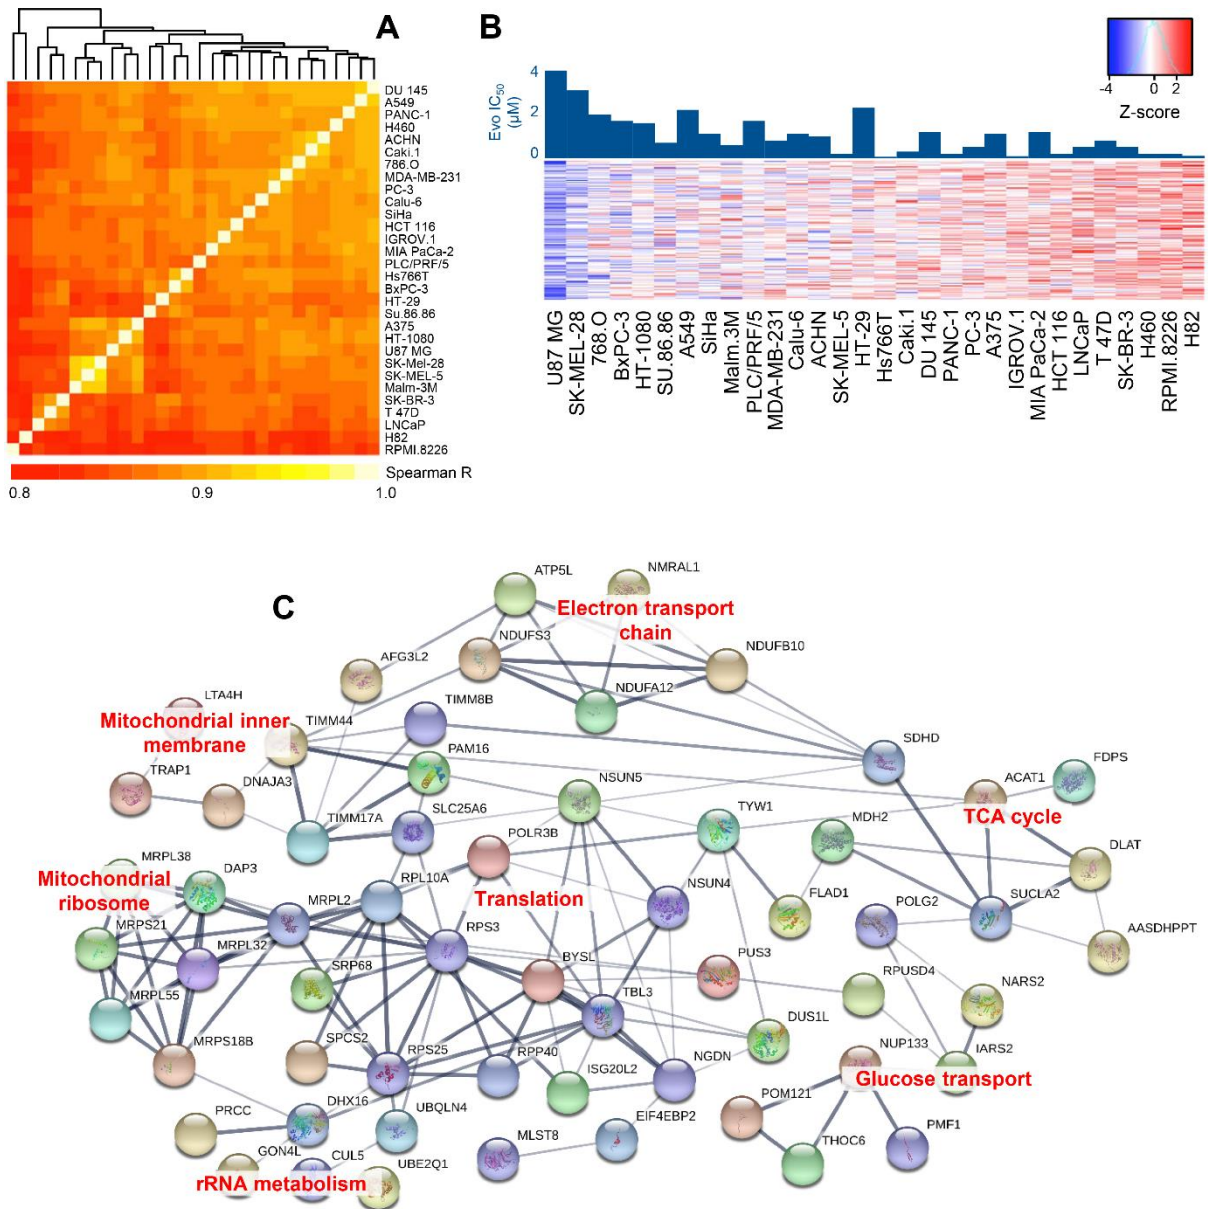 A
DU 145
A549
PANC-1
H460
ACHN
Caki.1
786.O
MDA-MB-231
PC-3
Calu-6
SiHa
HCT 116
IGROV.1
MIA PaCa-2
PLC/PRF/5
Hs766T
BxPC-3
HT-29
Su.86.86
A375
HT-1080
U87 MG
SK-Mel-28
SK-MEL-5
Malm-3M
SK-BR-3
T 47D
LNCaP
H82
RPMI.8226
Spearman R
0.8 0.9 1.0
B
-4 0 2
Z-score
Evo IC50
(µM)
4
2
0
U87 MG
SK-MEL-28
768.O
BxPC-3
HT-1080
SU.86.86
A549
SiHa
Malm.3M
PLC/PRF/5
MDA-MB-231
Calu-6
ACHN
SK-MEL-5
HT-29
Hs766T
Caki.1
DU 145
PANC-1
PC-3
A375
IGROV.1
MIA PaCa-2
HCT 116
LNCaP
T 47D
SK-BR-3
H460
RPMI.8226
H82
C
ATP5L
NMRAL1
Electron transport
chain
NDUFS3
NDUFB10
AFG3L2
NDUFA12
LTA4H
Mitochondrial inner
membrane
TIMM44
TIMM8B
SDHD
PAM16
NSUN5
ACAT1
FDPS
TRAP1
DNAJA3
TIMM17A
SLC25A6
TYW1
TCA cycle
POLR3B
MDH2
DLAT
MRPL38
DAP3
Mitochondrial
ribosome
RPL10A
MRPL2
Translation
NSUN4
FLAD1
POLG2
SUCLA2
MRPS21
MRPL32
RPS3
BYSL
AASDHPPT
PUS3
RPUSD4
NARS2
MRPL55
SRP68
TBL3
DUS1L
MRPS18B
SPCS2
RPS25
RPP40
ISG20L2
NGDN
NUP133
IARS2
Glucose transport
POM121
PRCC
DHX16
UBQLN4
EIF4EBP2
THOC6
PMF1
GON4L
CUL5
UBE2Q1
MLST8
rRNA metabolism